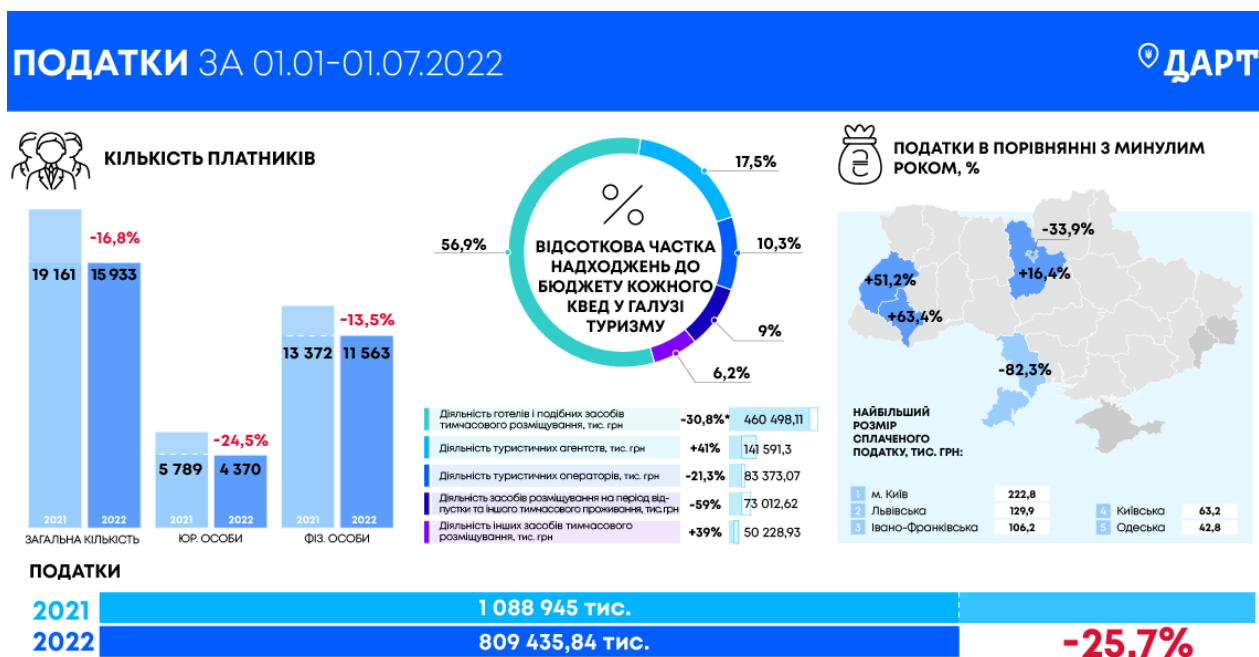 ПОДАТКИ ЗА 01.01-01.07.2022
ДАРТ
КІЛЬКІСТЬ ПЛАТНИКІВ
-16,8%
19 161
15 933
2021
2022
ЗАГАЛЬНА КІЛЬКІСТЬ
-24,5%
5 789
4 370
2021
2022
ЮР. ОСОБИ
-13,5%
13 372
11 563
2021
2022
ФІЗ. ОСОБИ
%
ВІДСОТКОВА ЧАСТКА
НАДХОДЖЕНЬ ДО
БЮДЖЕТУ КОЖНОГО
КВЕД У ГАЛУЗІ
ТУРИЗМУ
56,9%
17,5%
10,3%
9%
6,2%
Діяльність готелів і подібних засобів
тимчасового розміщування, тис. грн
-30,8%*
460 498,11
Діяльність туристичних агентств, тис. грн
+41%
141 591,3
Діяльність туристичних операторів, тис. грн
-21,3%
83 373,07
Діяльність засобів розміщування на період від-
пустки та іншого тимчасового проживання, тис.грн
-59%
73 012,62
Діяльність інших засобів тимчасового
розміщування, тис. грн
+39%
50 228,93
₴
ПОДАТКИ В ПОРІВНЯННІ З МИНУЛИМ
РОКОМ, %
-33,9%
+16,4%
+51,2%
+63,4%
-82,3%
НАЙБІЛЬШИЙ
РОЗМІР
СПЛАЧЕНОГО
ПОДАТКУ, ТИС. ГРН:
1 м. Київ 222,8
2 Львівська 129,9
3 Івано-Франківська 106,2
4 Київська 63,2
5 Одеська 42,8
ПОДАТКИ
2021 1 088 945 тис.
2022 809 435,84 тис.
-25.7%